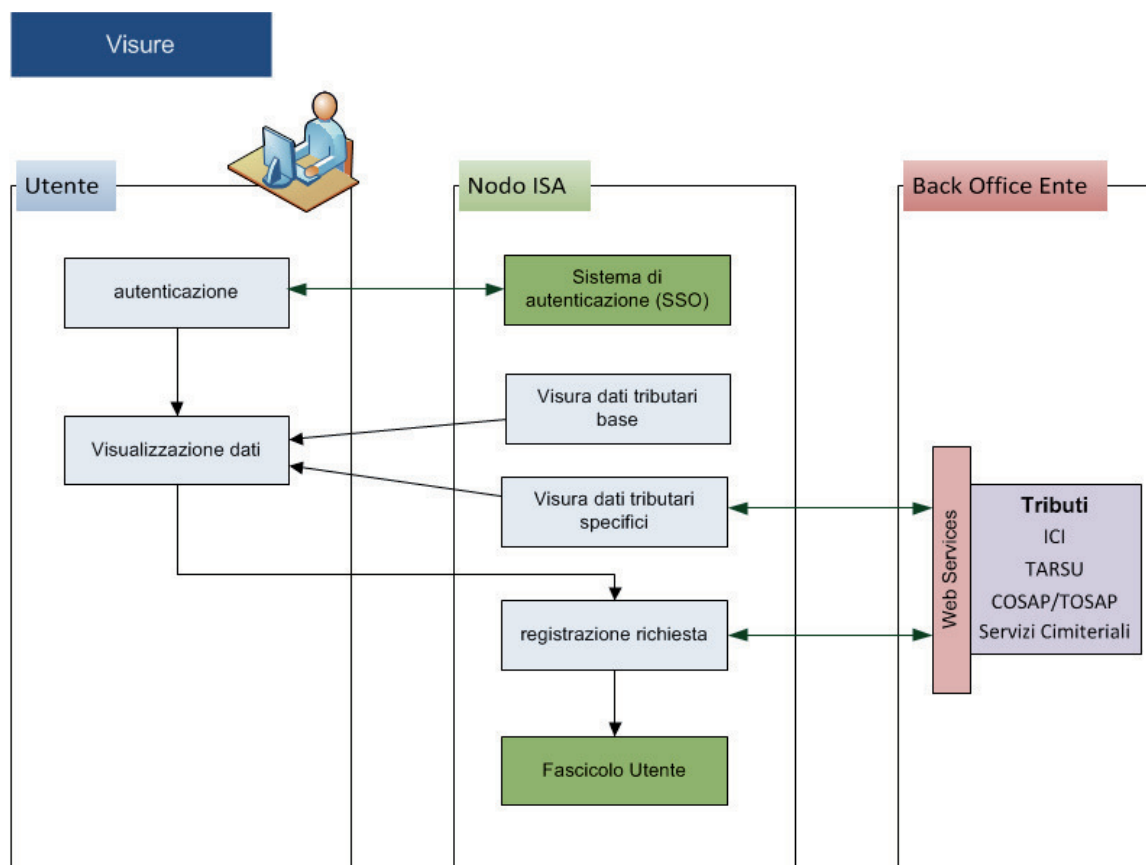 Visure
Utente
Nodo ISA
Back Office Ente
autenticazione
Sistema di
autenticazione (SSO)
Visura dati tributari
base
Visualizzazione dati
Visura dati tributari
specifici
registrazione richiesta
Fascicolo Utente
Web Services
Tributi
ICI
TARSU
COSAP/TOSAP
Servizi Cimiteriali